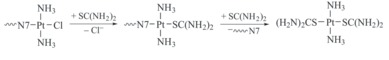 NH₃ NH₃ NH₃
〰N7–Pt–Cl + SC(NH₂)₂ – Cl⁻ 〰N7–Pt–SC(NH₂)₂ + SC(NH₂)₂ –〰N7 (H₂N)₂CS–Pt–SC(NH₂)₂
NH₃ NH₃ NH₃